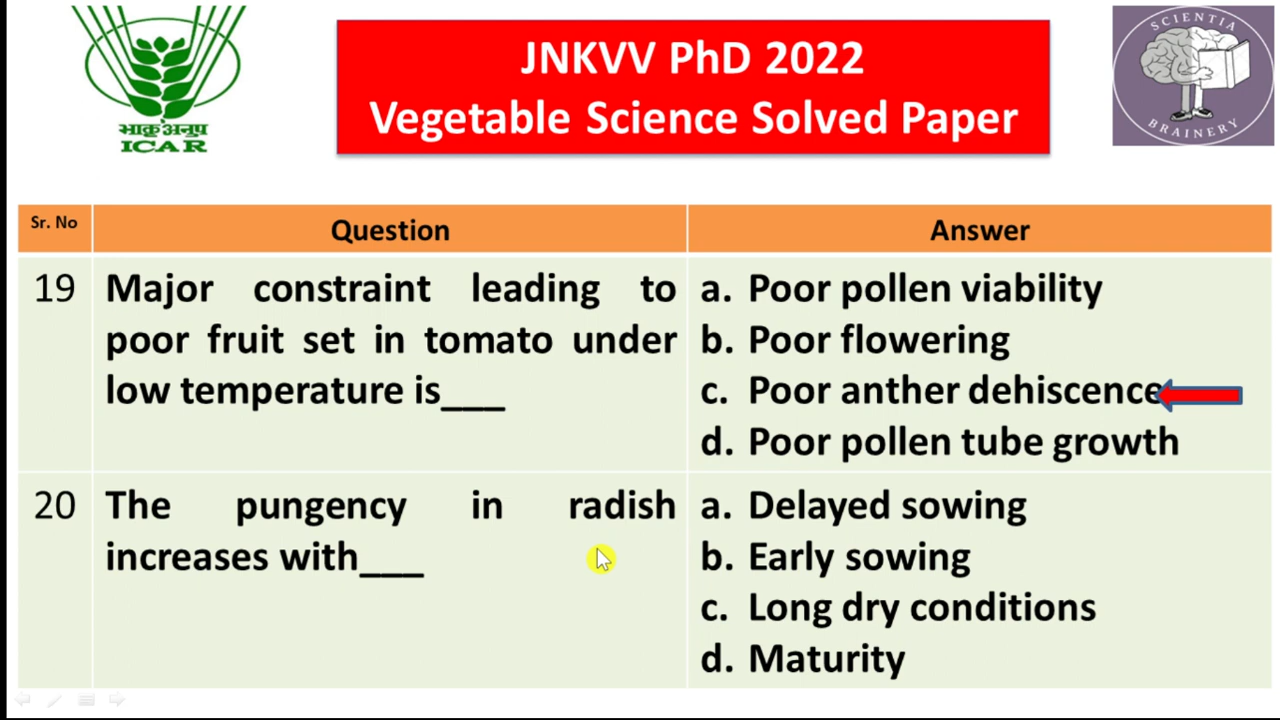 भाकृअनुप
ICAR
JNKVV PhD 2022
Vegetable Science Solved Paper
SCIENTIA
BRAINERY
Sr. No
Question
Answer
19
Major constraint leading to
poor fruit set in tomato under
low temperature is___
a. Poor pollen viability
b. Poor flowering
c. Poor anther dehiscence
d. Poor pollen tube growth
20
The pungency in radish
increases with___
a. Delayed sowing
b. Early sowing
c. Long dry conditions
d. Maturity